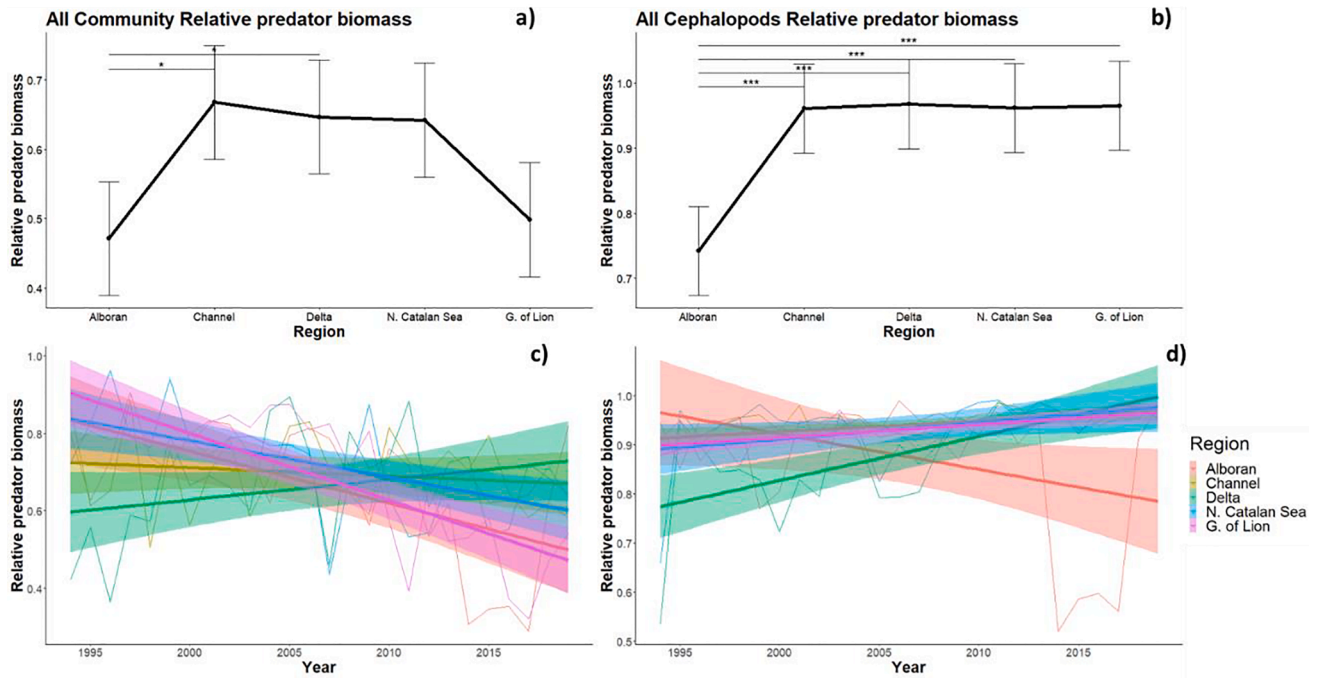 All Community Relative predator biomass a)
Relative predator biomass
0.7
0.6
0.5
0.4
*
*
Alboran Channel Delta N. Catalan Sea G. of Lion
Region
All Cephalopods Relative predator biomass b)
Relative predator biomass
1.0
0.9
0.8
0.7
***
***
***
***
Alboran Channel Delta N. Catalan Sea G. of Lion
Region
c)
Relative predator biomass
1.0
0.8
0.6
0.4
1995 2000 2005 2010 2015
Year
d)
Relative predator biomass
1.0
0.9
0.8
0.7
0.6
0.5
1995 2000 2005 2010 2015
Year
Region
Alboran
Channel
Delta
N. Catalan Sea
G. of Lion